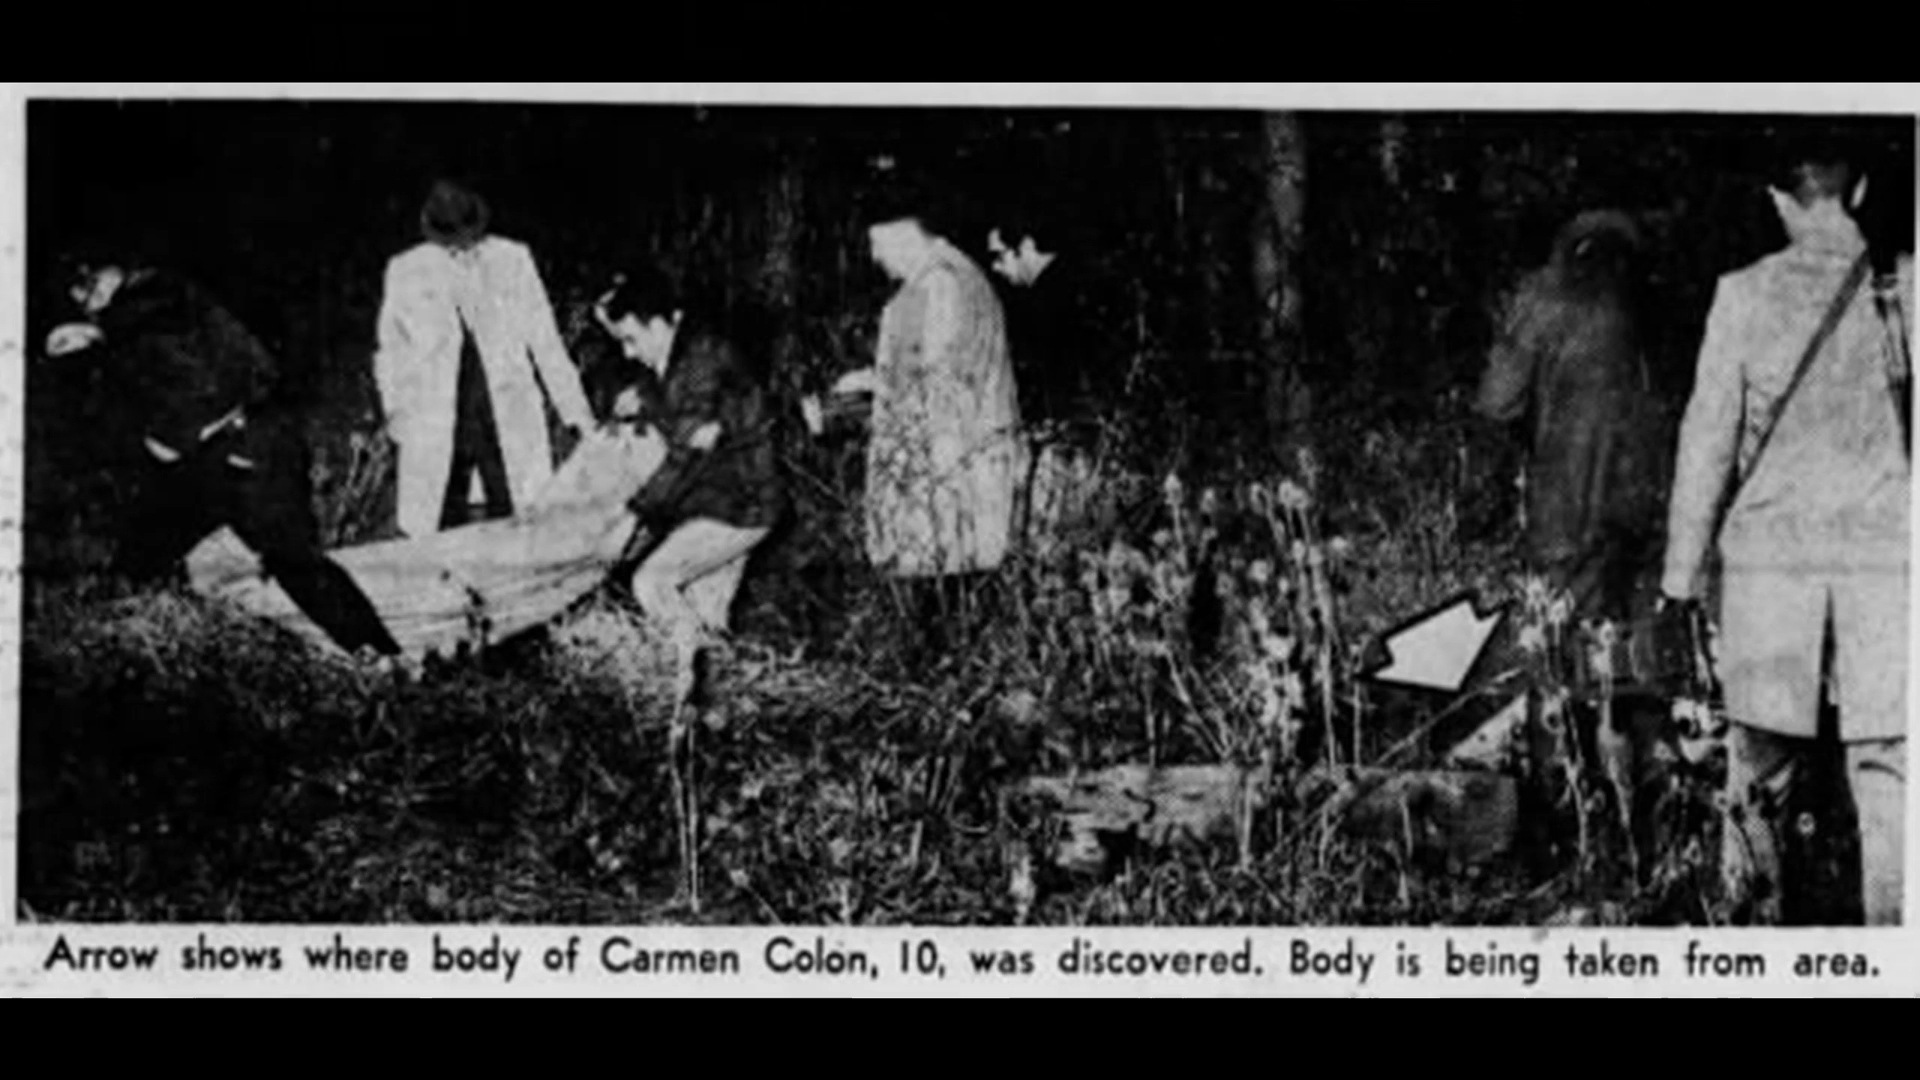 Arrow shows where body of Carmen Colon, 10, was discovered. Body is being taken from area.